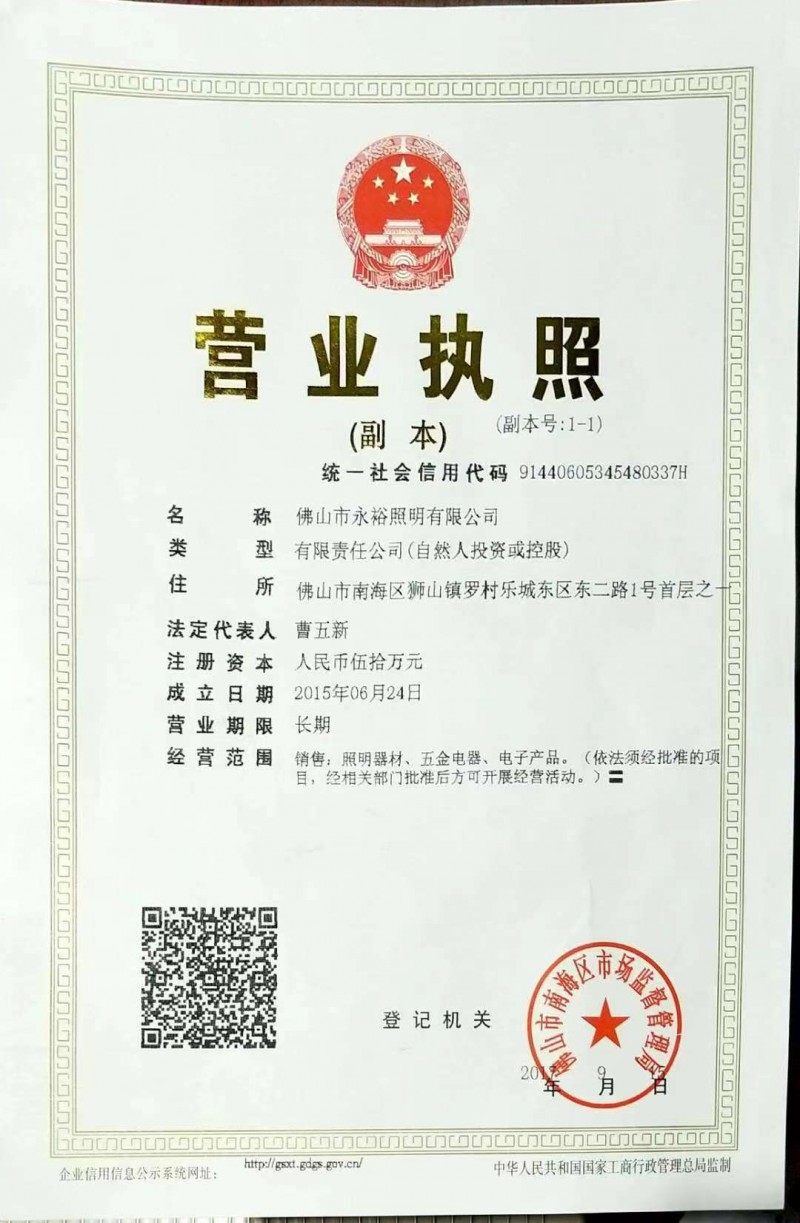 营业执照
(副 本)
(副本号:1-1)
统一社会信用代码 91440605345480337H
名 称 佛山市永裕照明有限公司
类 型 有限责任公司(自然人投资或控股)
住 所 佛山市南海区狮山镇罗村乐城东区东二路1号首层之一
法定代表人 曹五新
注册资本 人民币伍拾万元
成立日期 2015年06月24日
营业期限 长期
经营范围 销售：照明器材、五金电器、电子产品。（依法须经批准的项
目，经相关部门批准后方可开展经营活动。）〓
佛山市南海区市场监督管理局
登记机关
9 15
年 月 日
企业信用信息公示系统网址： http://gsxt.gdgs.gov.cn/
中华人民共和国国家工商行政管理总局监制